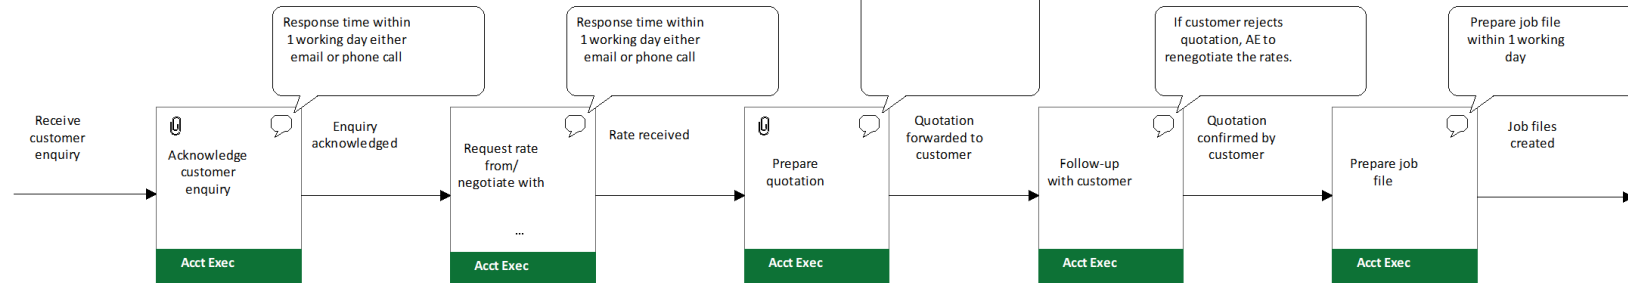 Response time within
1 working day either
email or phone call
Response time within
1 working day either
email or phone call
If customer rejects
quotation, AE to
renegotiate the rates.
Prepare job file
within 1 working
day
Receive
customer
enquiry
Acknowledge
customer
enquiry
Acct Exec
Enquiry
acknowledged
Request rate
from/
negotiate with
...
Acct Exec
Rate received
Prepare
quotation
Acct Exec
Quotation
forwarded to
customer
Follow-up
with customer
Acct Exec
Quotation
confirmed by
customer
Prepare job
file
Acct Exec
Job files
created